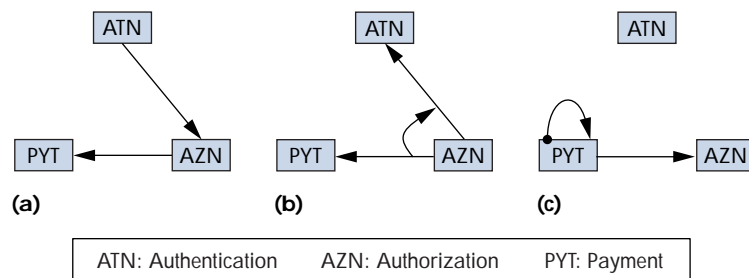 ATN
ATN
ATN
PYT
AZN
PYT
AZN
PYT
AZN
(a)
(b)
(c)
ATN: Authentication AZN: Authorization PYT: Payment